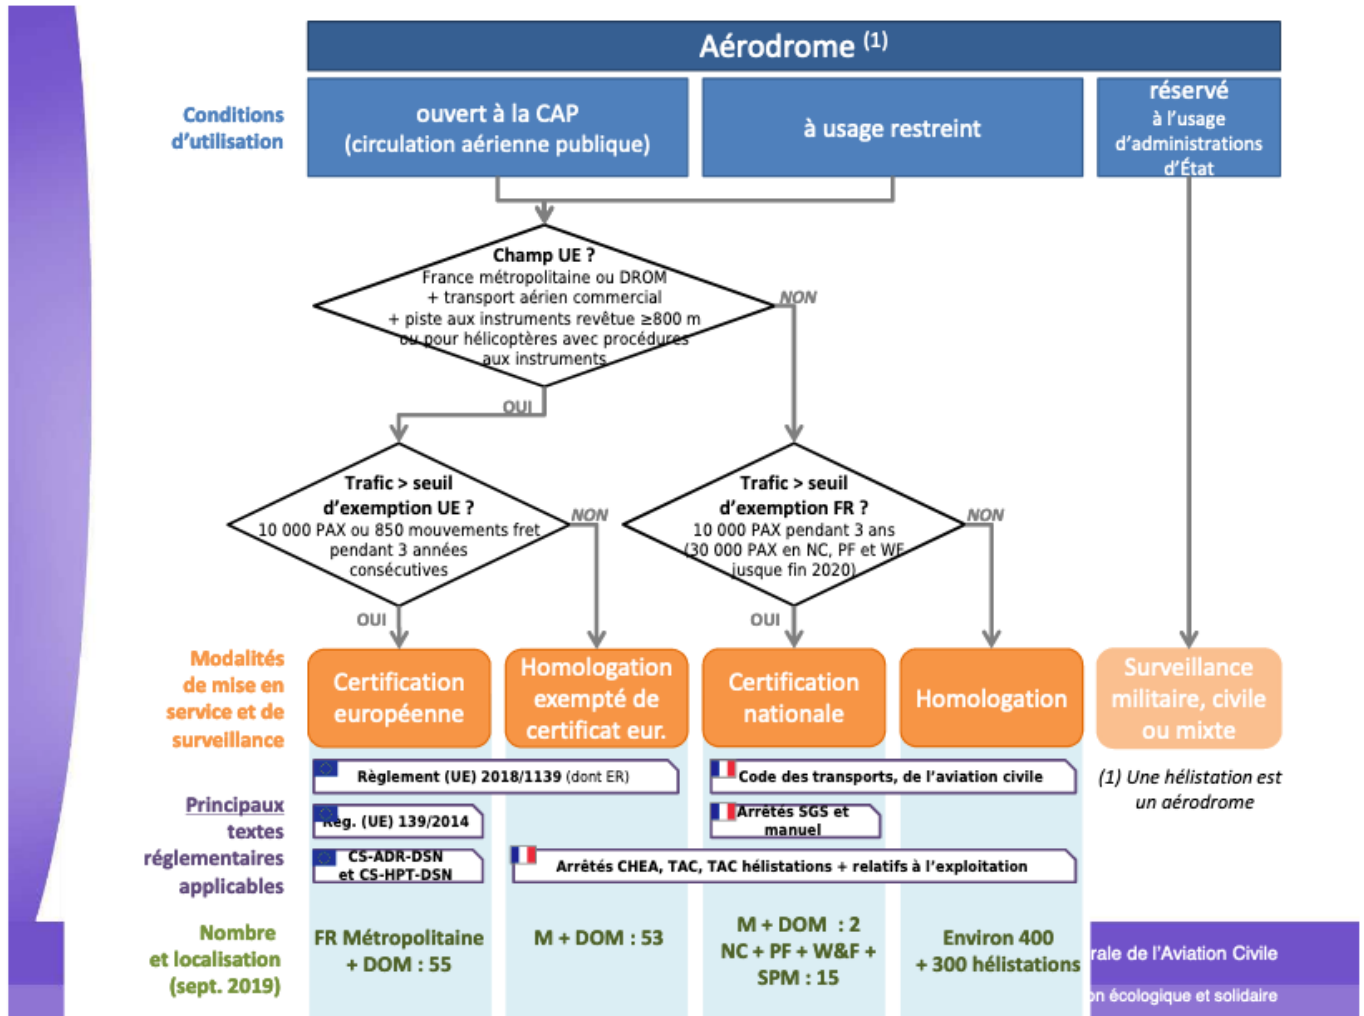 Aérodrome (1)
Conditions
d'utilisation
ouvert à la CAP
(circulation aérienne publique)
à usage restreint
réservé
à l'usage
d'administrations
d'État
Champ UE ?
France métropolitaine ou DROM
+ transport aérien commercial
+ piste aux instruments revêtue ≥800 m
ou pour hélicoptères avec procédures
aux instruments
NON
OUI
Trafic > seuil
d'exemption UE ?
10 000 PAX ou 850 mouvements fret
pendant 3 années
consécutives
NON
OUI
Trafic > seuil
d'exemption FR ?
10 000 PAX pendant 3 ans
(30 000 PAX en NC, PF et WF
jusque fin 2020)
NON
OUI
Modalités
de mise en
service et de
surveillance
Certification
européenne
Homologation
exempté de
certificat eur.
Certification
nationale
Homologation
Surveillance
militaire, civile
ou mixte
(1) Une hélistation est
un aérodrome
Principaux
textes
réglementaires
applicables
Règlement (UE) 2018/1139 (dont ER)
Code des transports, de l'aviation civile
Rég. (UE) 139/2014
Arrêtés SGS et
manuel
CS-ADR-DSN
et CS-HPT-DSN
Arrêtés CHEA, TAC, TAC hélistations + relatifs à l'exploitation
Nombre
et localisation
(sept. 2019)
FR Métropolitaine
+ DOM : 55
M + DOM : 53
M + DOM : 2
NC + PF + W&F +
SPM : 15
Environ 400
+ 300 hélistations
rale de l'Aviation Civile
on écologique et solidaire